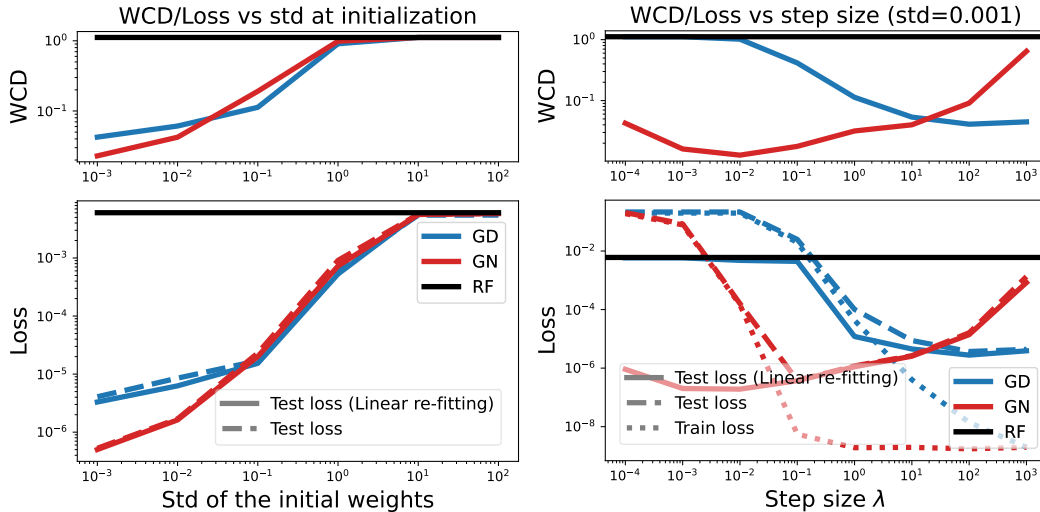 WCD/Loss vs std at initialization
WCD
10^0
10^−1
10^−3 10^−2 10^−1 10^0 10^1 10^2
Loss
10^−3
10^−4
10^−5
10^−6
GD
GN
RF
Test loss (Linear re-fitting)
Test loss
10^−3 10^−2 10^−1 10^0 10^1 10^2
Std of the initial weights
WCD/Loss vs step size (std=0.001)
WCD
10^0
10^−1
10^−4 10^−3 10^−2 10^−1 10^0 10^1 10^2 10^3
Loss
10^−2
10^−4
10^−6
10^−8
Test loss (Linear re-fitting)
Test loss
Train loss
GD
GN
RF
10^−4 10^−3 10^−2 10^−1 10^0 10^1 10^2 10^3
Step size λ